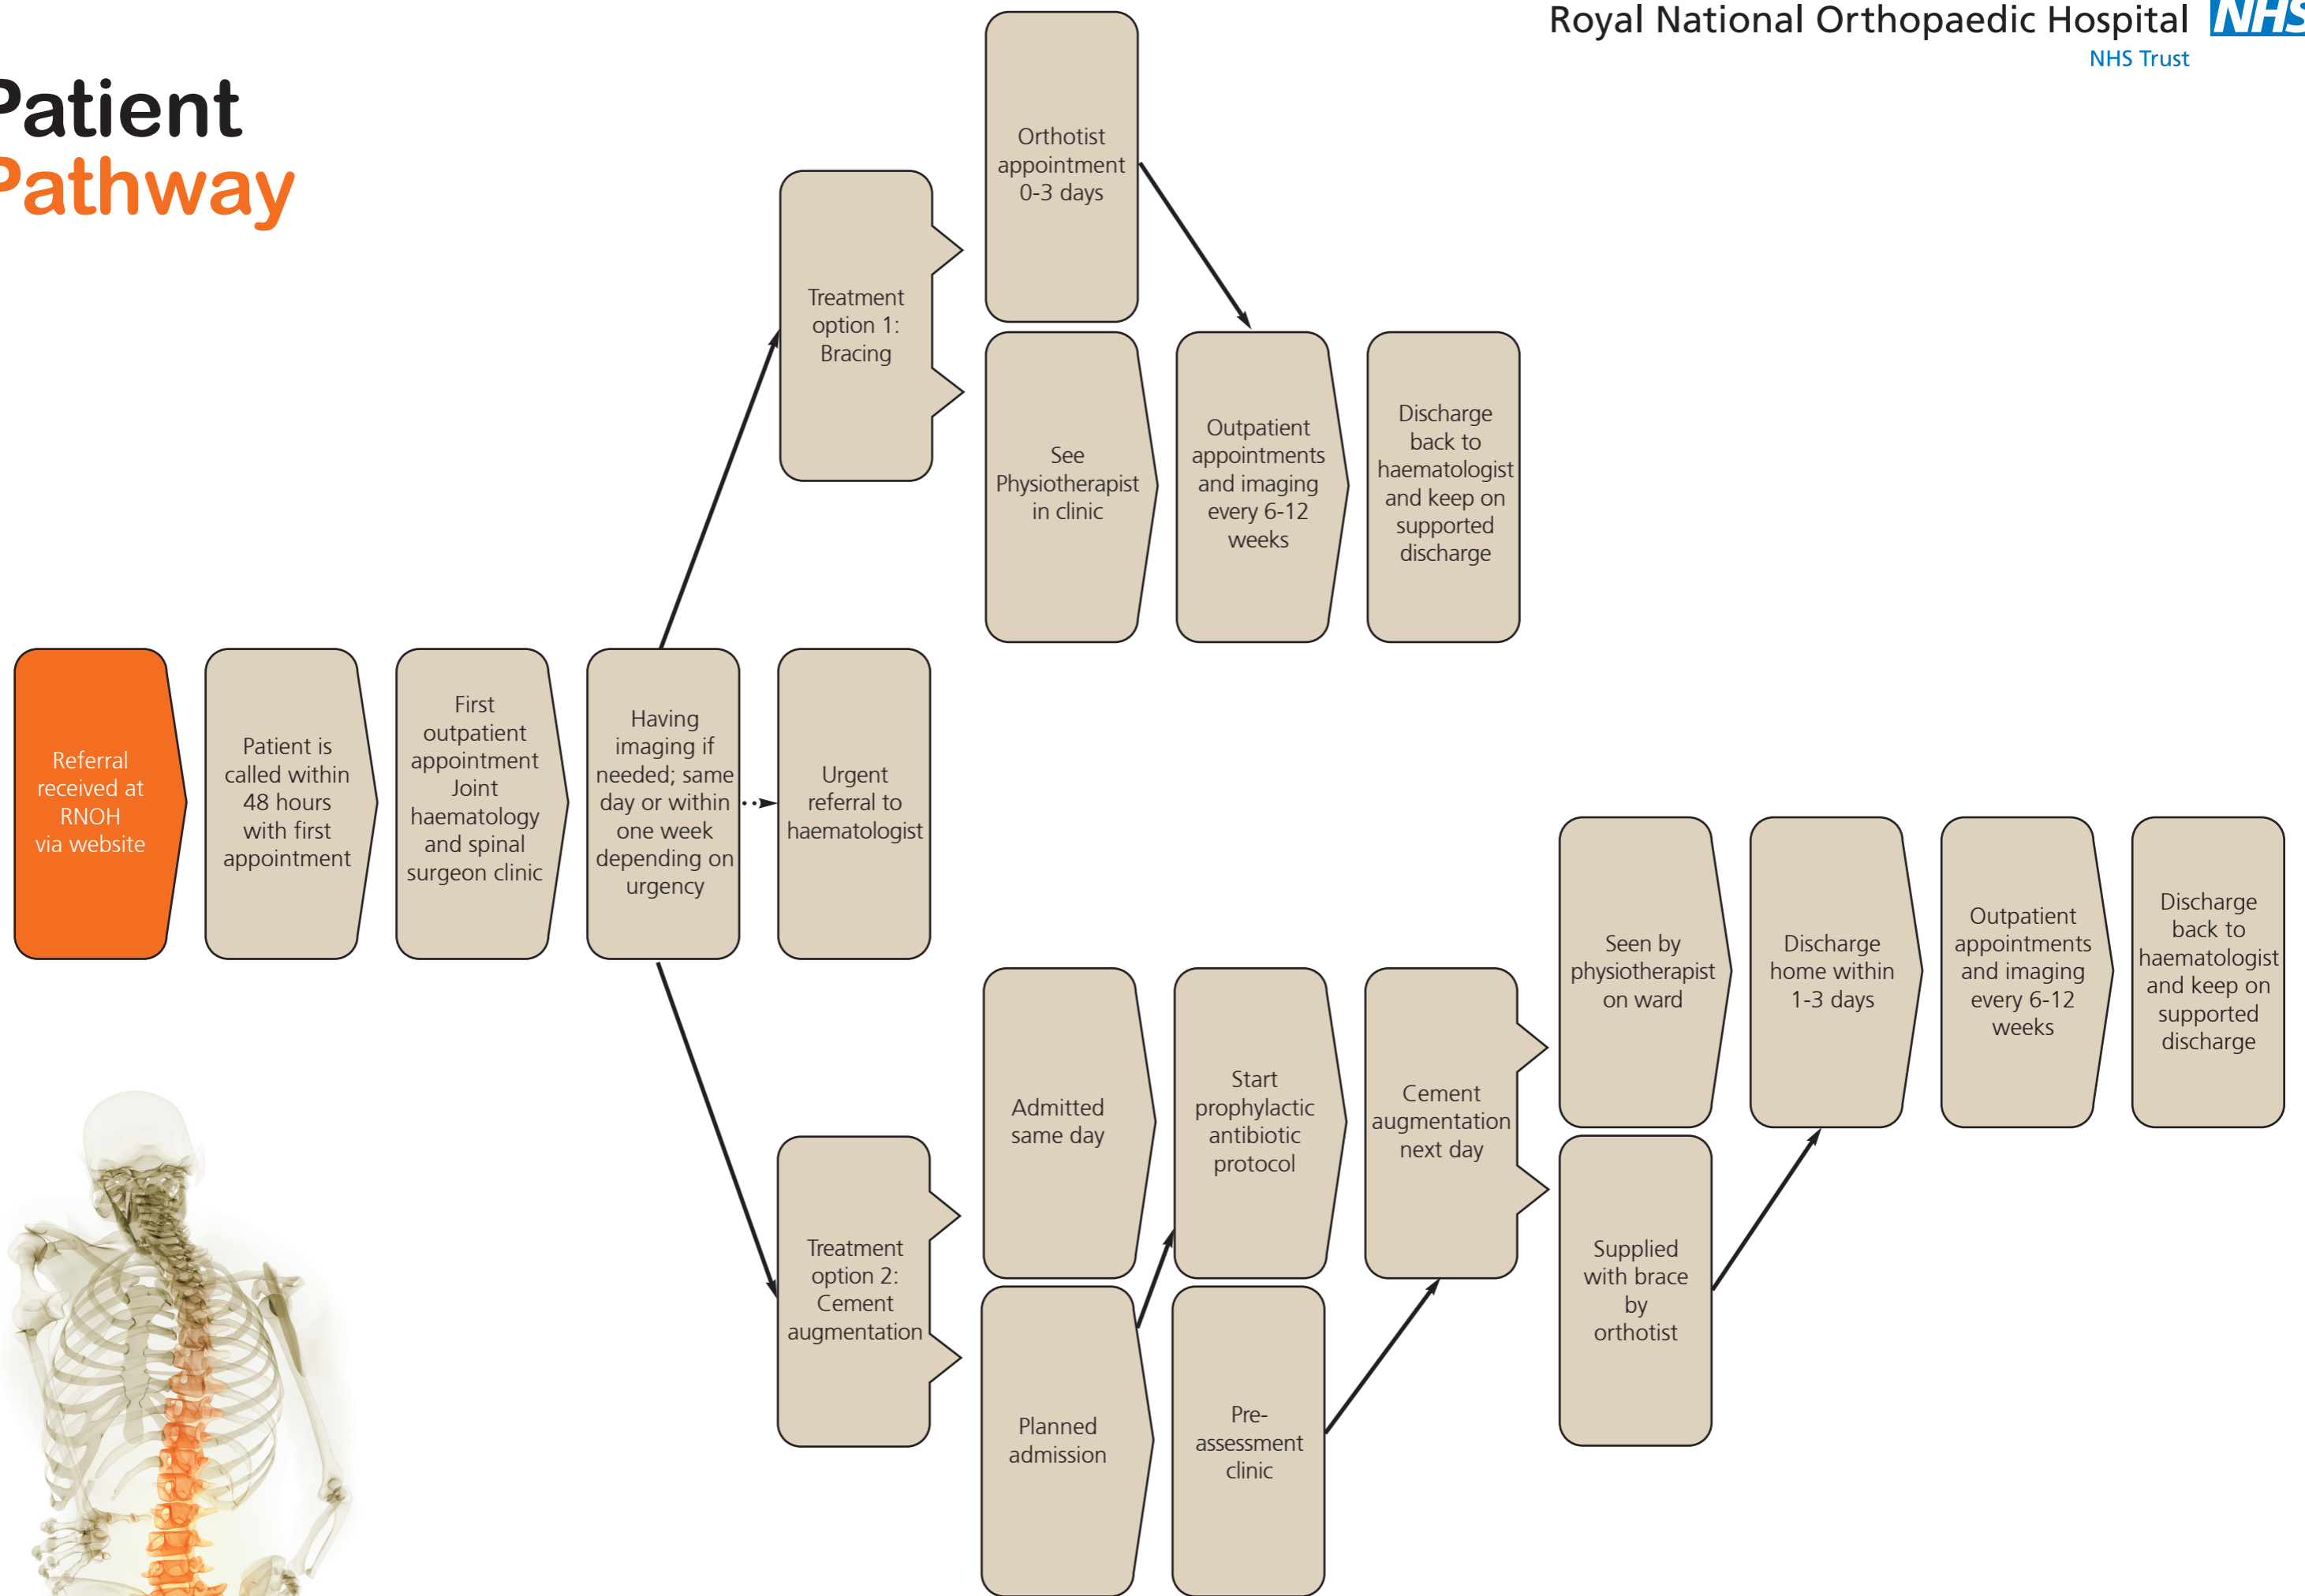 Royal National Orthopaedic Hospital NHS
NHS Trust
Patient
Pathway
Referral
received at
RNOH
via website
Patient is
called within
48 hours
with first
appointment
First
outpatient
appointment
Joint
haematology
and spinal
surgeon clinic
Having
imaging if
needed; same
day or within
one week
depending on
urgency
Urgent
referral to
haematologist
Treatment
option 1:
Bracing
Orthotist
appointment
0-3 days
See
Physiotherapist
in clinic
Outpatient
appointments
and imaging
every 6-12
weeks
Discharge
back to
haematologist
and keep on
supported
discharge
Treatment
option 2:
Cement
augmentation
Admitted
same day
Planned
admission
Start
prophylactic
antibiotic
protocol
Pre-
assessment
clinic
Cement
augmentation
next day
Seen by
physiotherapist
on ward
Supplied
with brace
by
orthotist
Discharge
home within
1-3 days
Outpatient
appointments
and imaging
every 6-12
weeks
Discharge
back to
haematologist
and keep on
supported
discharge